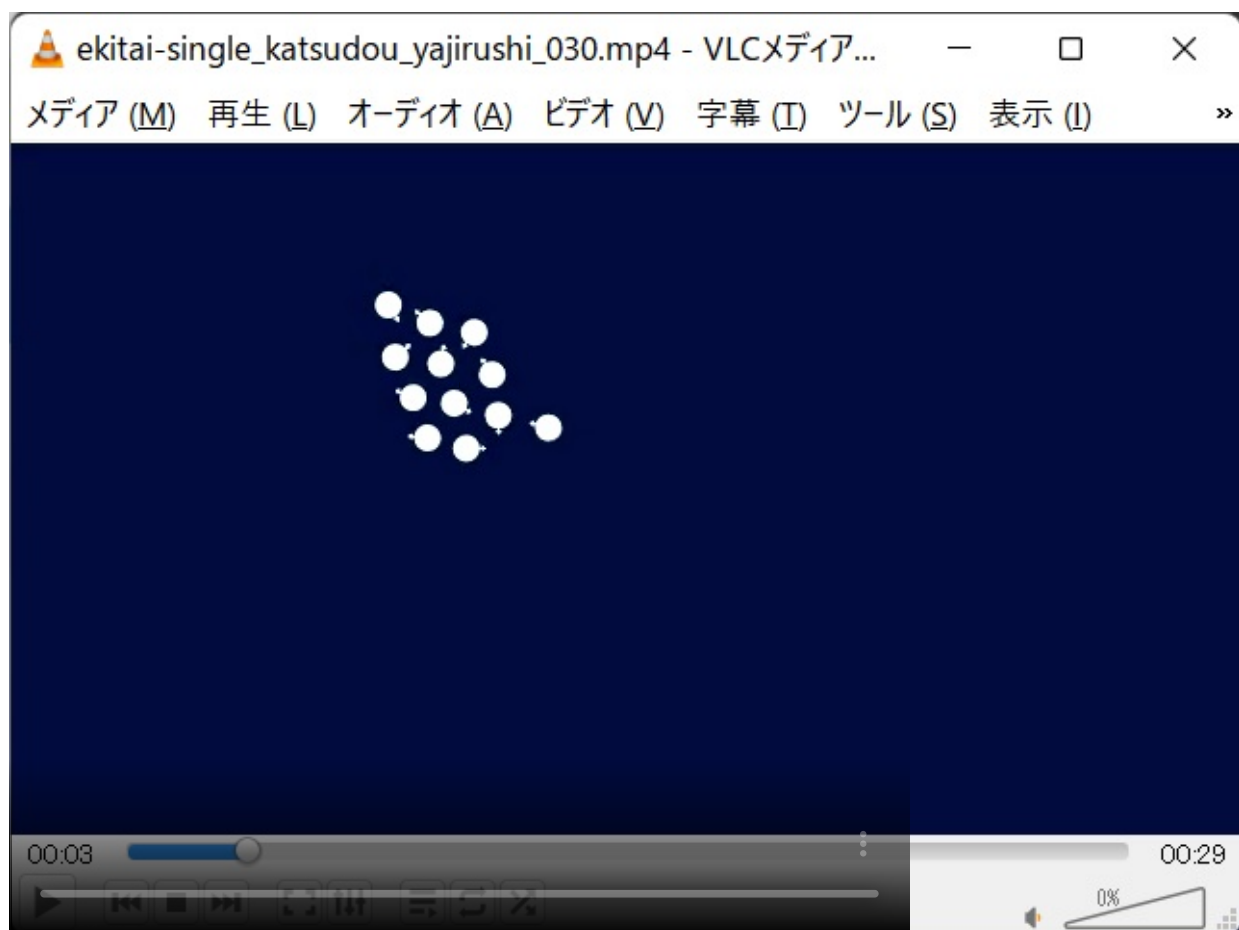 ekitai-single_katsudou_yajirushi_030.mp4 - VLCメディア...
メディア (M) 再生 (L) オーディオ (A) ビデオ (V) 字幕 (T) ツール (S) 表示 (I) »
00:03 00:29
0%